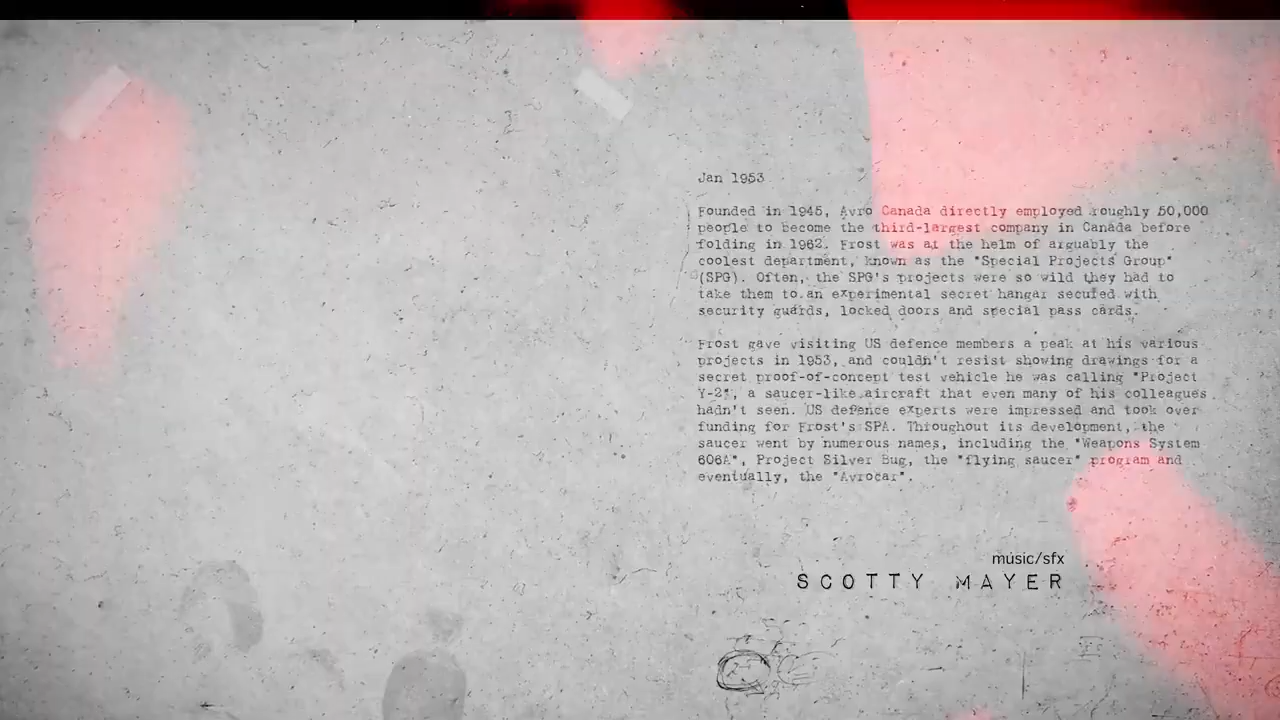 Jan 1953
Founded in 1945, Avro Canada directly employed roughly 50,000
people to become the third-largest company in Canada before
folding in 1962. Frost was at the helm of arguably the
coolest department, known as the "Special Projects Group"
(SPG). Often, the SPG's projects were so wild they had to
take them to an experimental secret hangar secured with
security guards, locked doors and special pass cards.
Frost gave visiting US defence members a peak at his various
projects in 1953, and couldn't resist showing drawings for a
secret proof-of-concept test vehicle he was calling "Project
Y-2", a saucer-like aircraft that even many of his colleagues
hadn't seen. US defence experts were impressed and took over
funding for Frost's SPA. Throughout its development, the
saucer went by numerous names, including the "Weapons System
606A", Project Silver Bug, the "flying saucer" program and
eventually, the "Avrocar".
music/sfx
SCOTTY MAYER